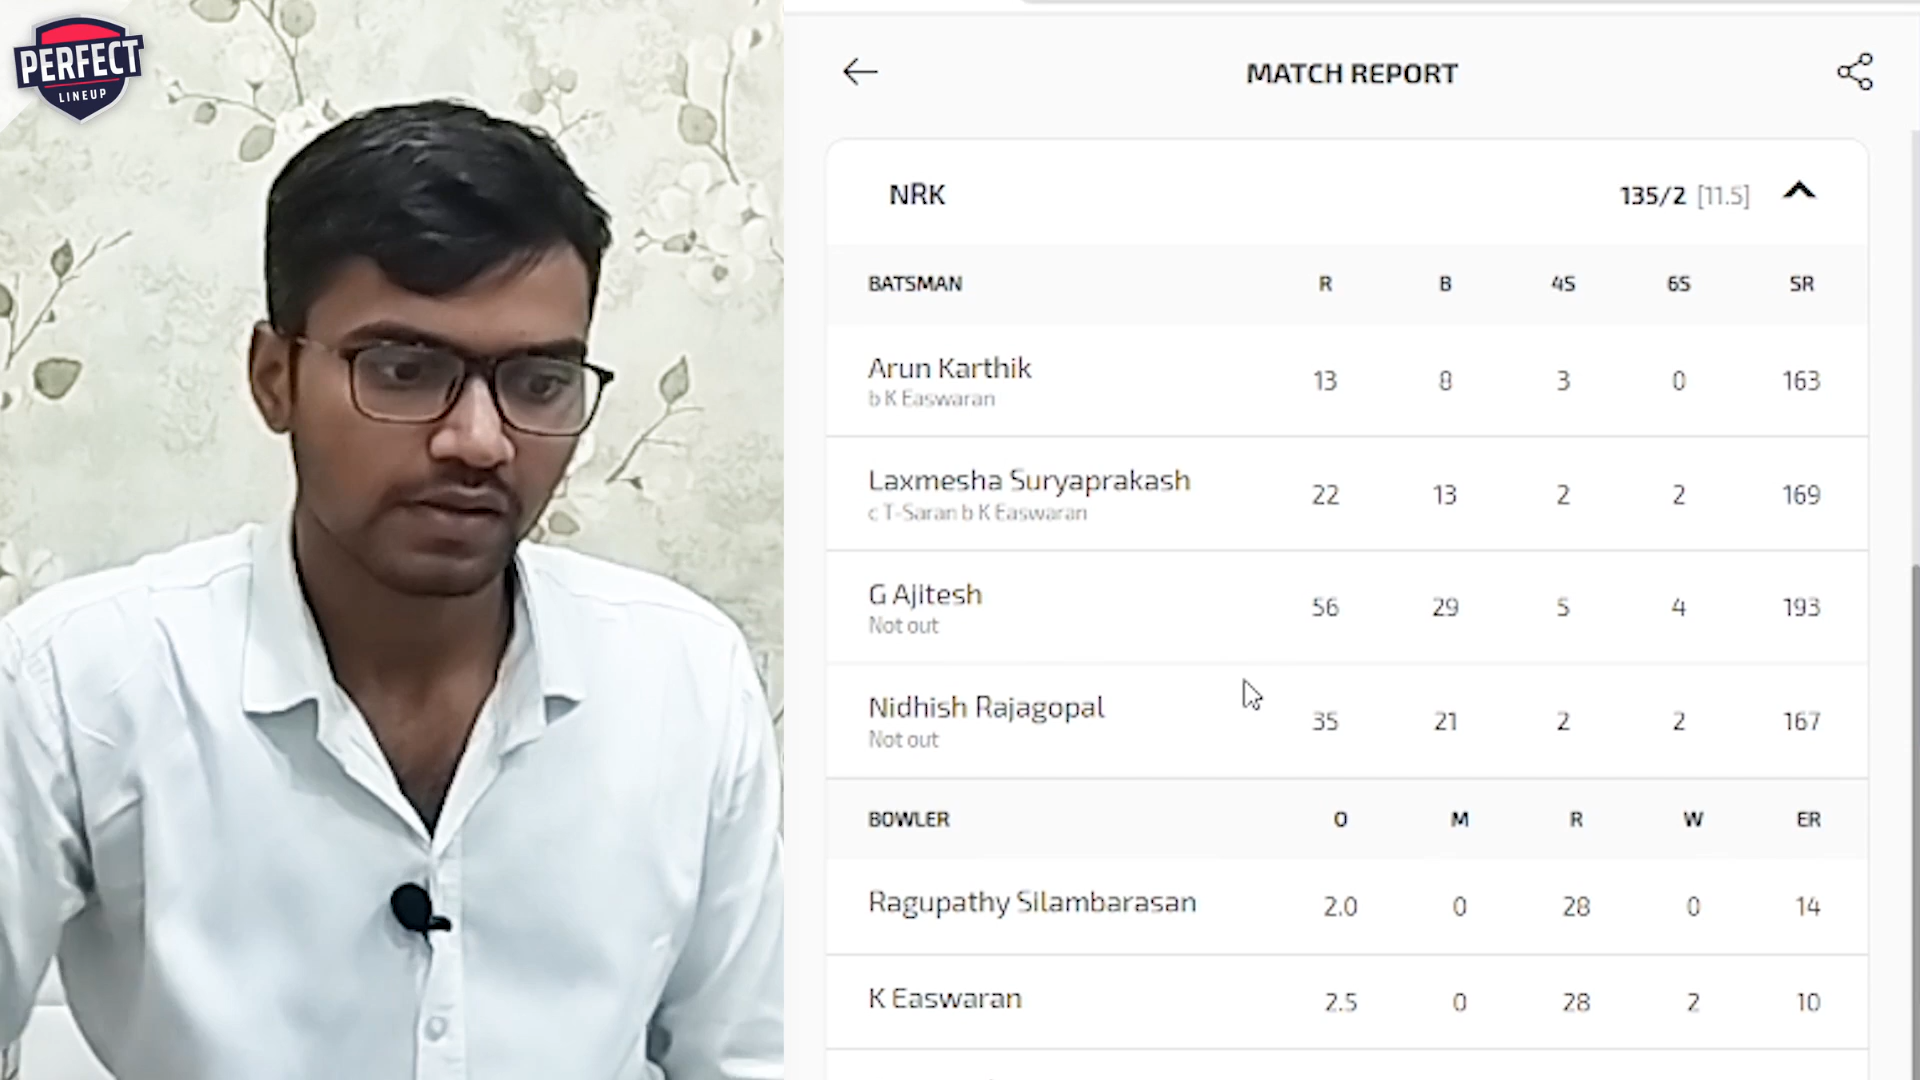 PERFECT
LINEUP
MATCH REPORT
NRK 135/2 [11.5]
BATSMAN R B 4S 6S SR
Arun Karthik 13 8 3 0 163
b K Easwaran
Laxmesha Suryaprakash 22 13 2 2 169
c T-Saran b K Easwaran
G Ajitesh 56 29 5 4 193
Not out
Nidhish Rajagopal 35 21 2 2 167
Not out
BOWLER O M R W ER
Ragupathy Silambarasan 2.0 0 28 0 14
K Easwaran 2.5 0 28 2 10